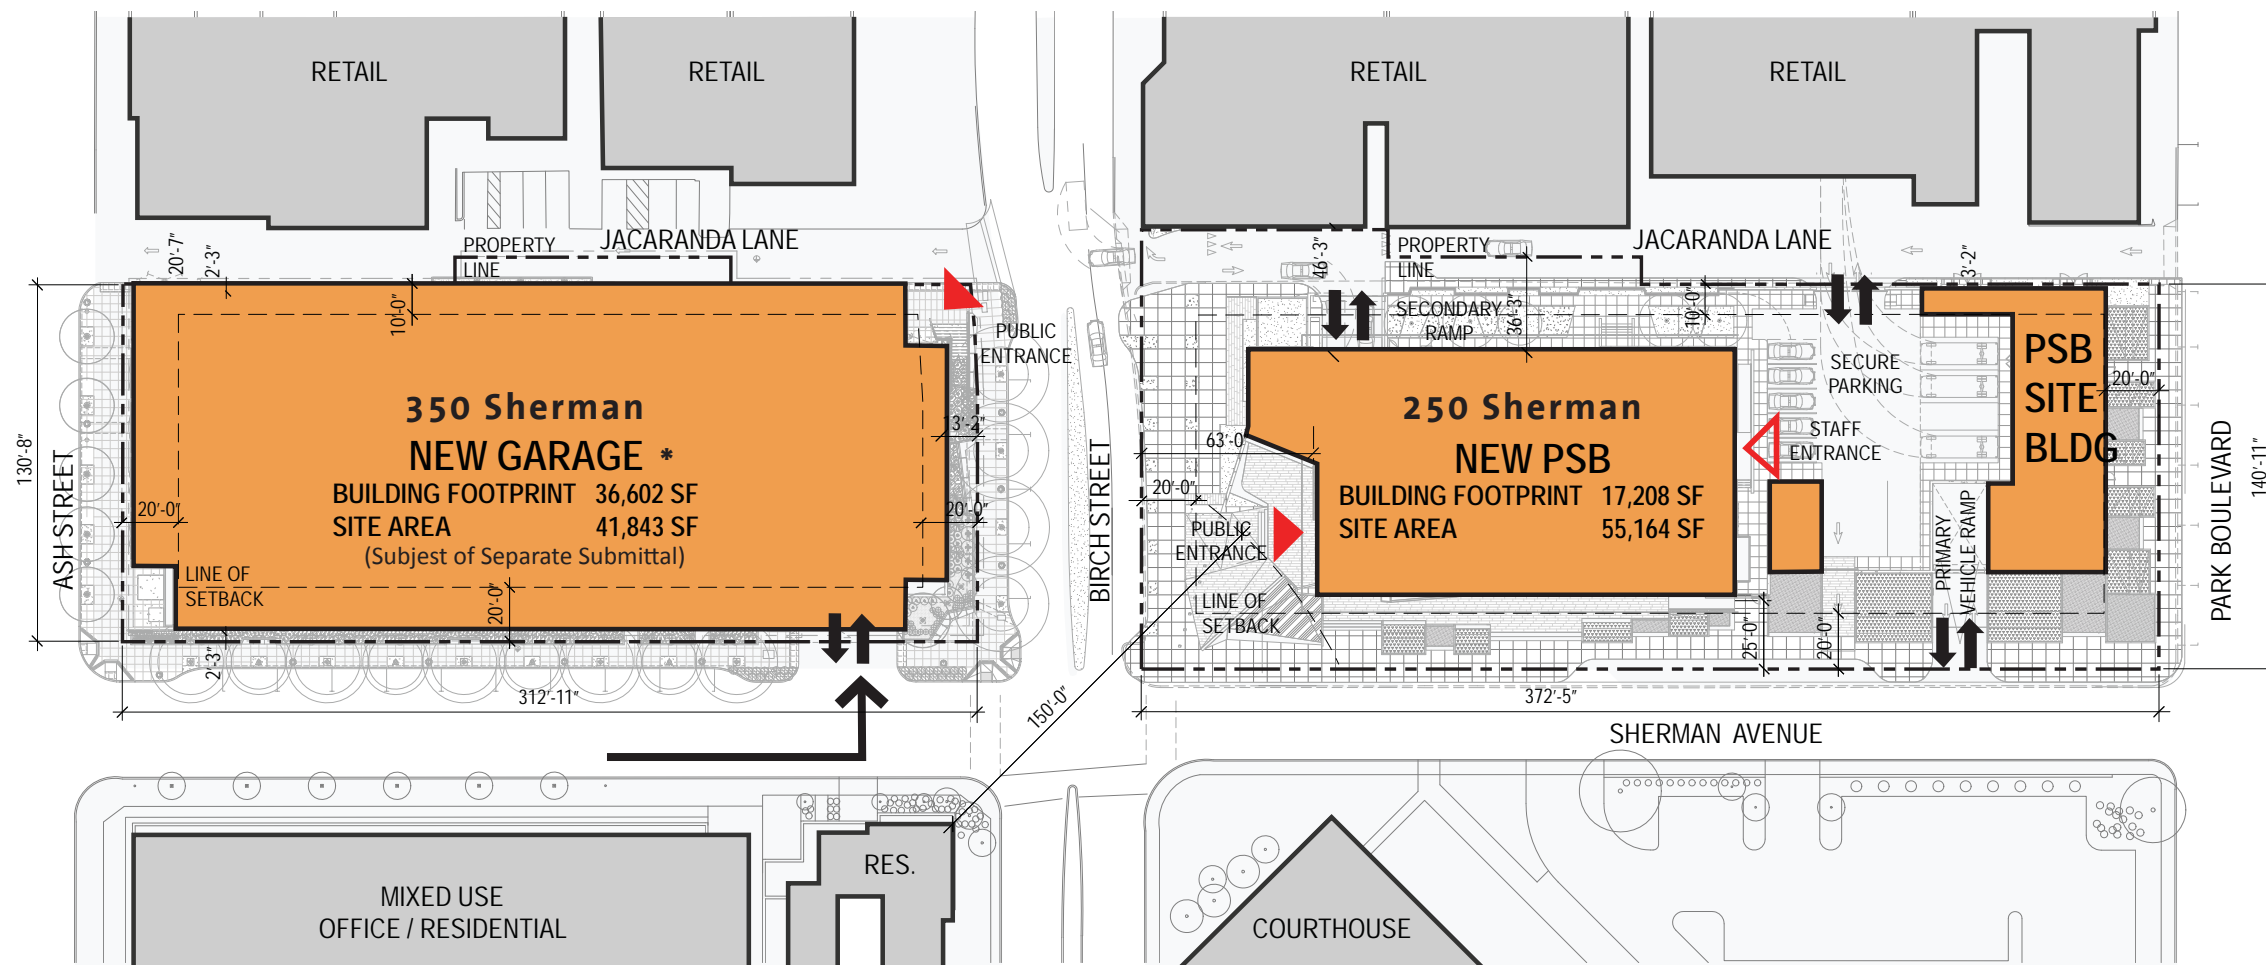 RETAIL
RETAIL
RETAIL
RETAIL
20'-7"
2'-3"
PROPERTY
LINE
JACARANDA LANE
46'-3"
PROPERTY
LINE
JACARANDA LANE
3'-2"
10'-0"
PUBLIC
ENTRANCE
SECONDARY
RAMP
36'-3"
10'-0"
SECURE
PARKING
PSB
SITE
BLDG
20'-0"
130'-8"
ASH STREET
350 Sherman
NEW GARAGE *
BUILDING FOOTPRINT 36,602 SF
SITE AREA 41,843 SF
(Subjest of Separate Submittal)
13'-2"
20'-0"
20'-0"
LINE OF
SETBACK
20'-0"
2'-3"
312'-11"
BIRCH STREET
63'-0"
20'-0"
PUBLIC
ENTRANCE
LINE OF
SETBACK
250 Sherman
NEW PSB
BUILDING FOOTPRINT 17,208 SF
SITE AREA 55,164 SF
STAFF
ENTRANCE
PRIMARY
VEHICLE RAMP
25'-0"
20'-0"
PARK BOULEVARD
140'-11"
150'-0"
372'-5"
SHERMAN AVENUE
MIXED USE
OFFICE / RESIDENTIAL
RES.
COURTHOUSE